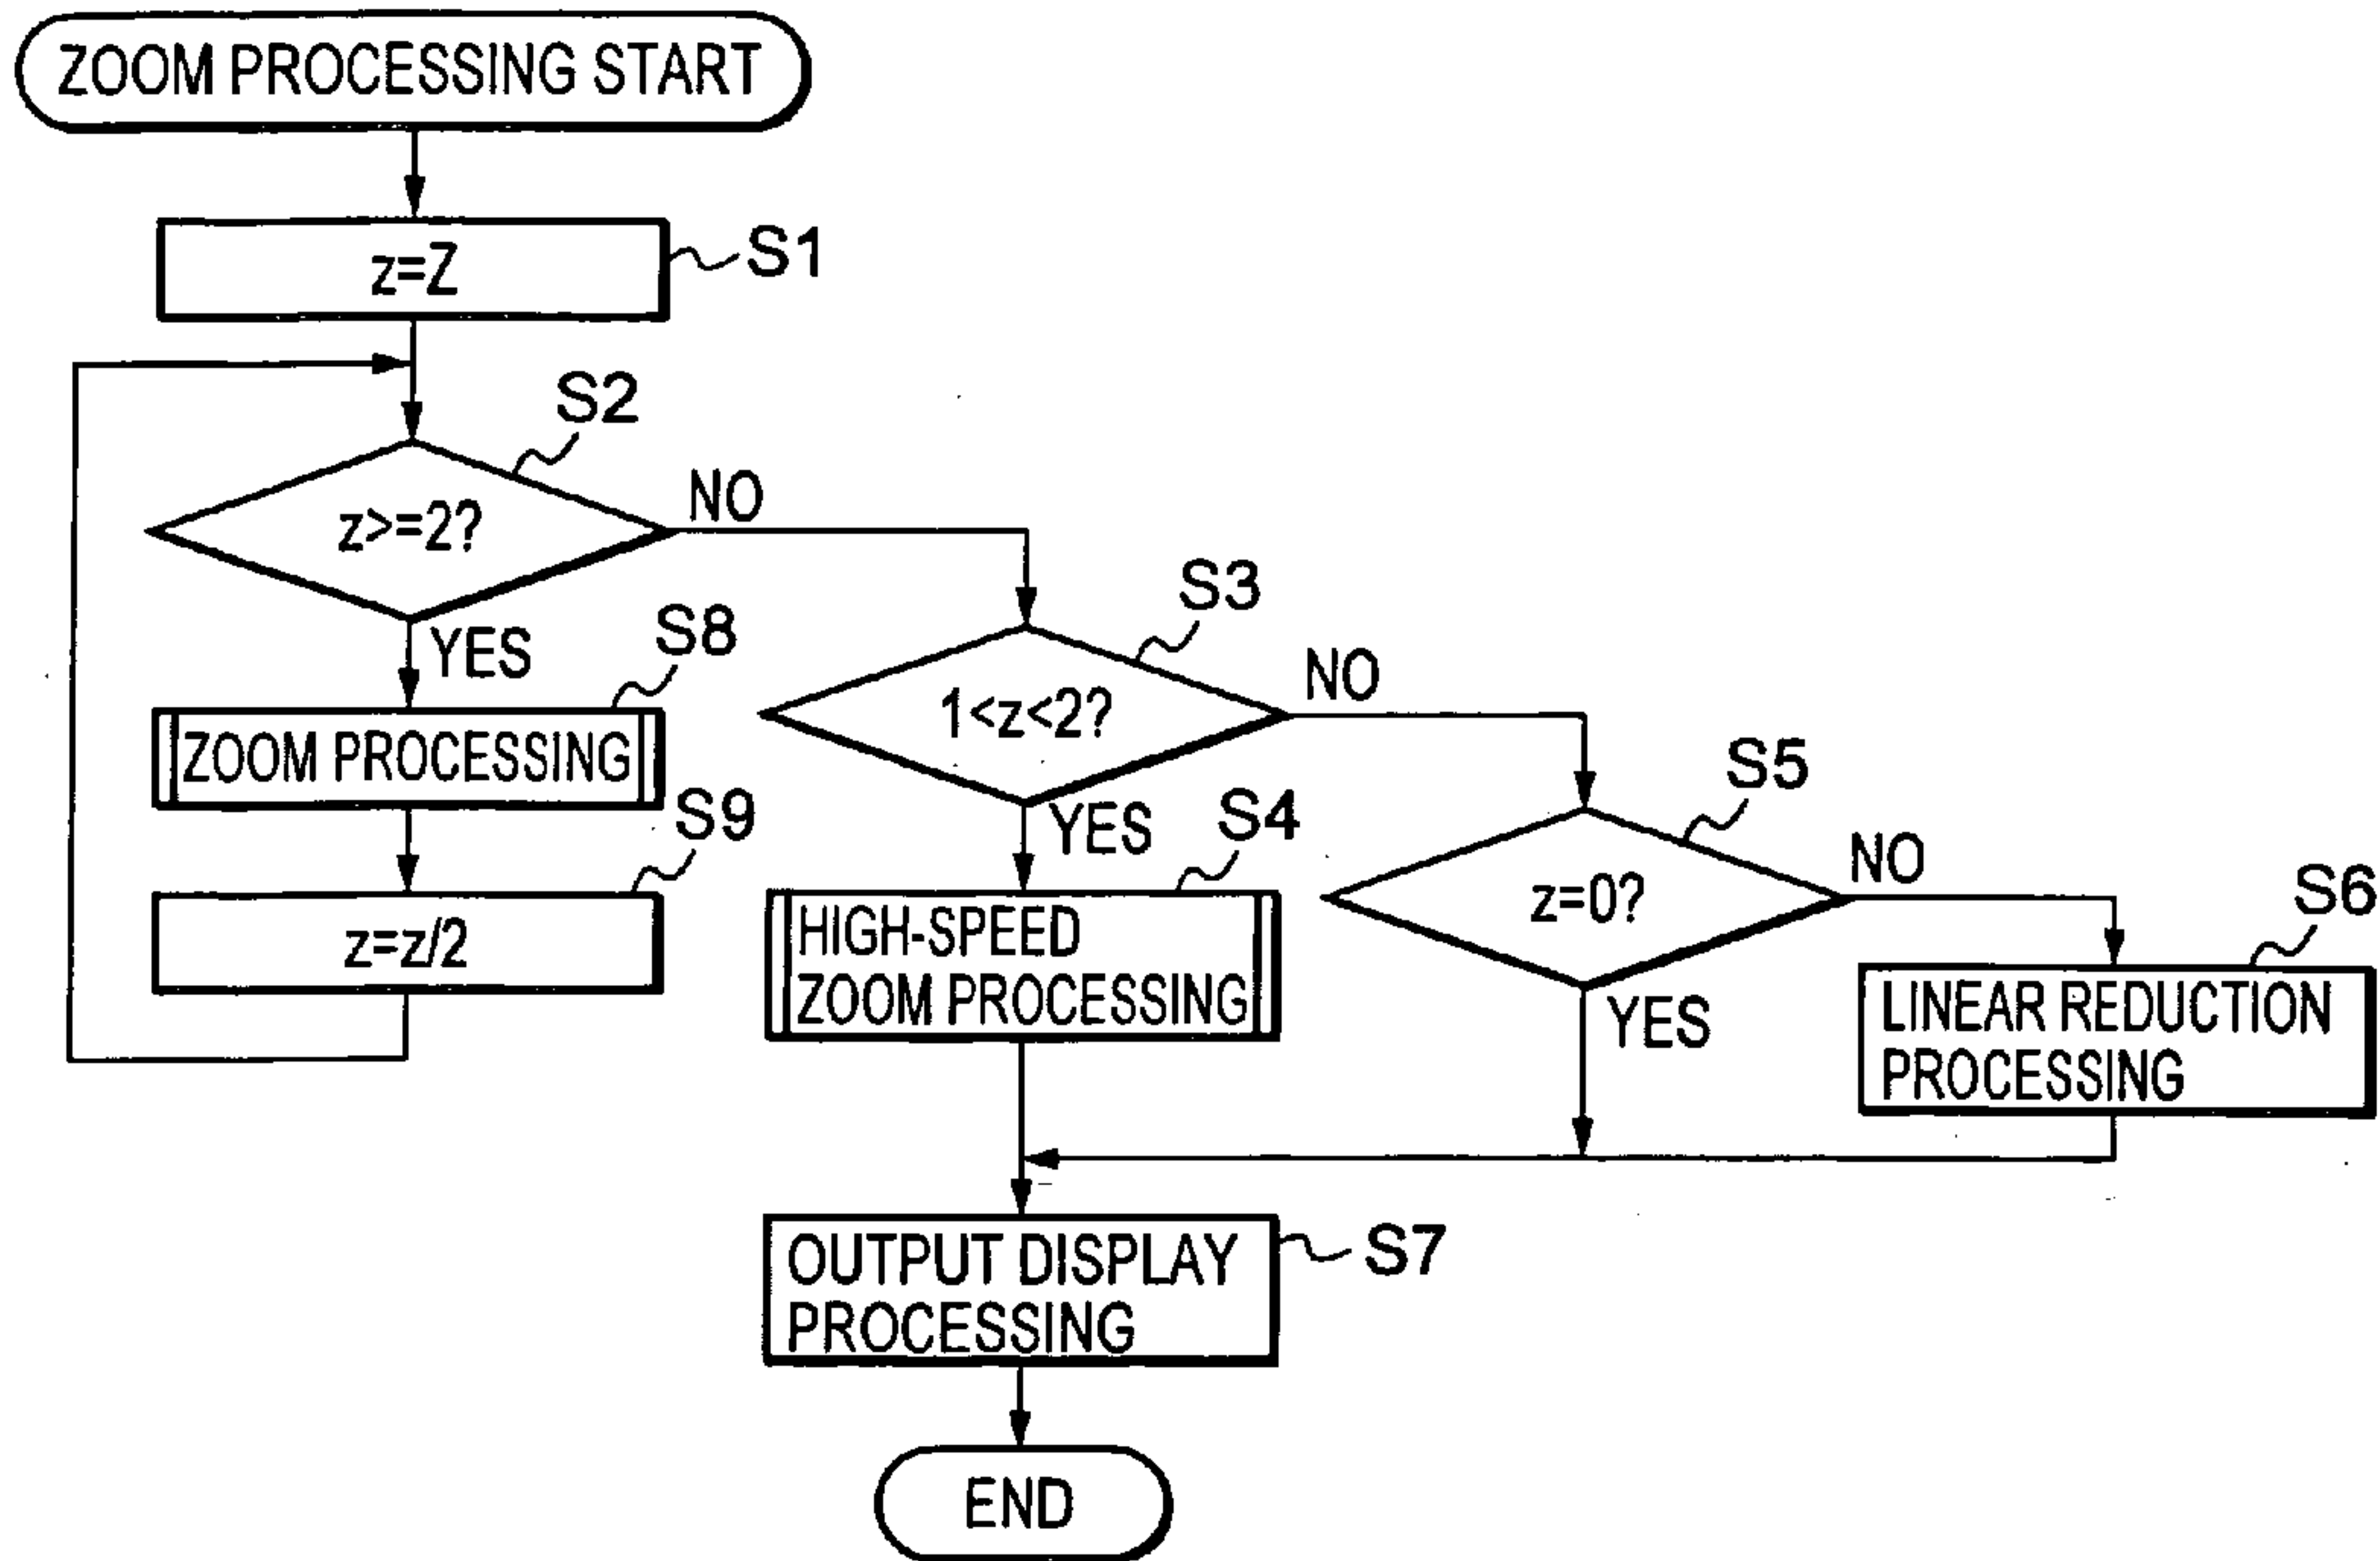 ZOOM PROCESSING START
z=Z
S1
S2
z>=2?
NO
YES
S8
ZOOM PROCESSING
S9
z=z/2
S3
1<z<2?
NO
YES
S4
HIGH-SPEED
ZOOM PROCESSING
S5
z=0?
NO
YES
S6
LINEAR REDUCTION
PROCESSING
OUTPUT DISPLAY
PROCESSING
S7
END